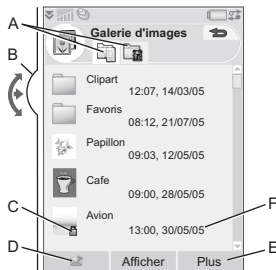 A
Galerie d'images
B
Clipart
12:07, 14/03/05
Favoris
08:12, 21/07/05
Papillon
09:03, 12/05/05
Cafe
09:00, 28/05/05
C
Avion
13:00, 30/05/05
F
D
Afficher
Plus
E